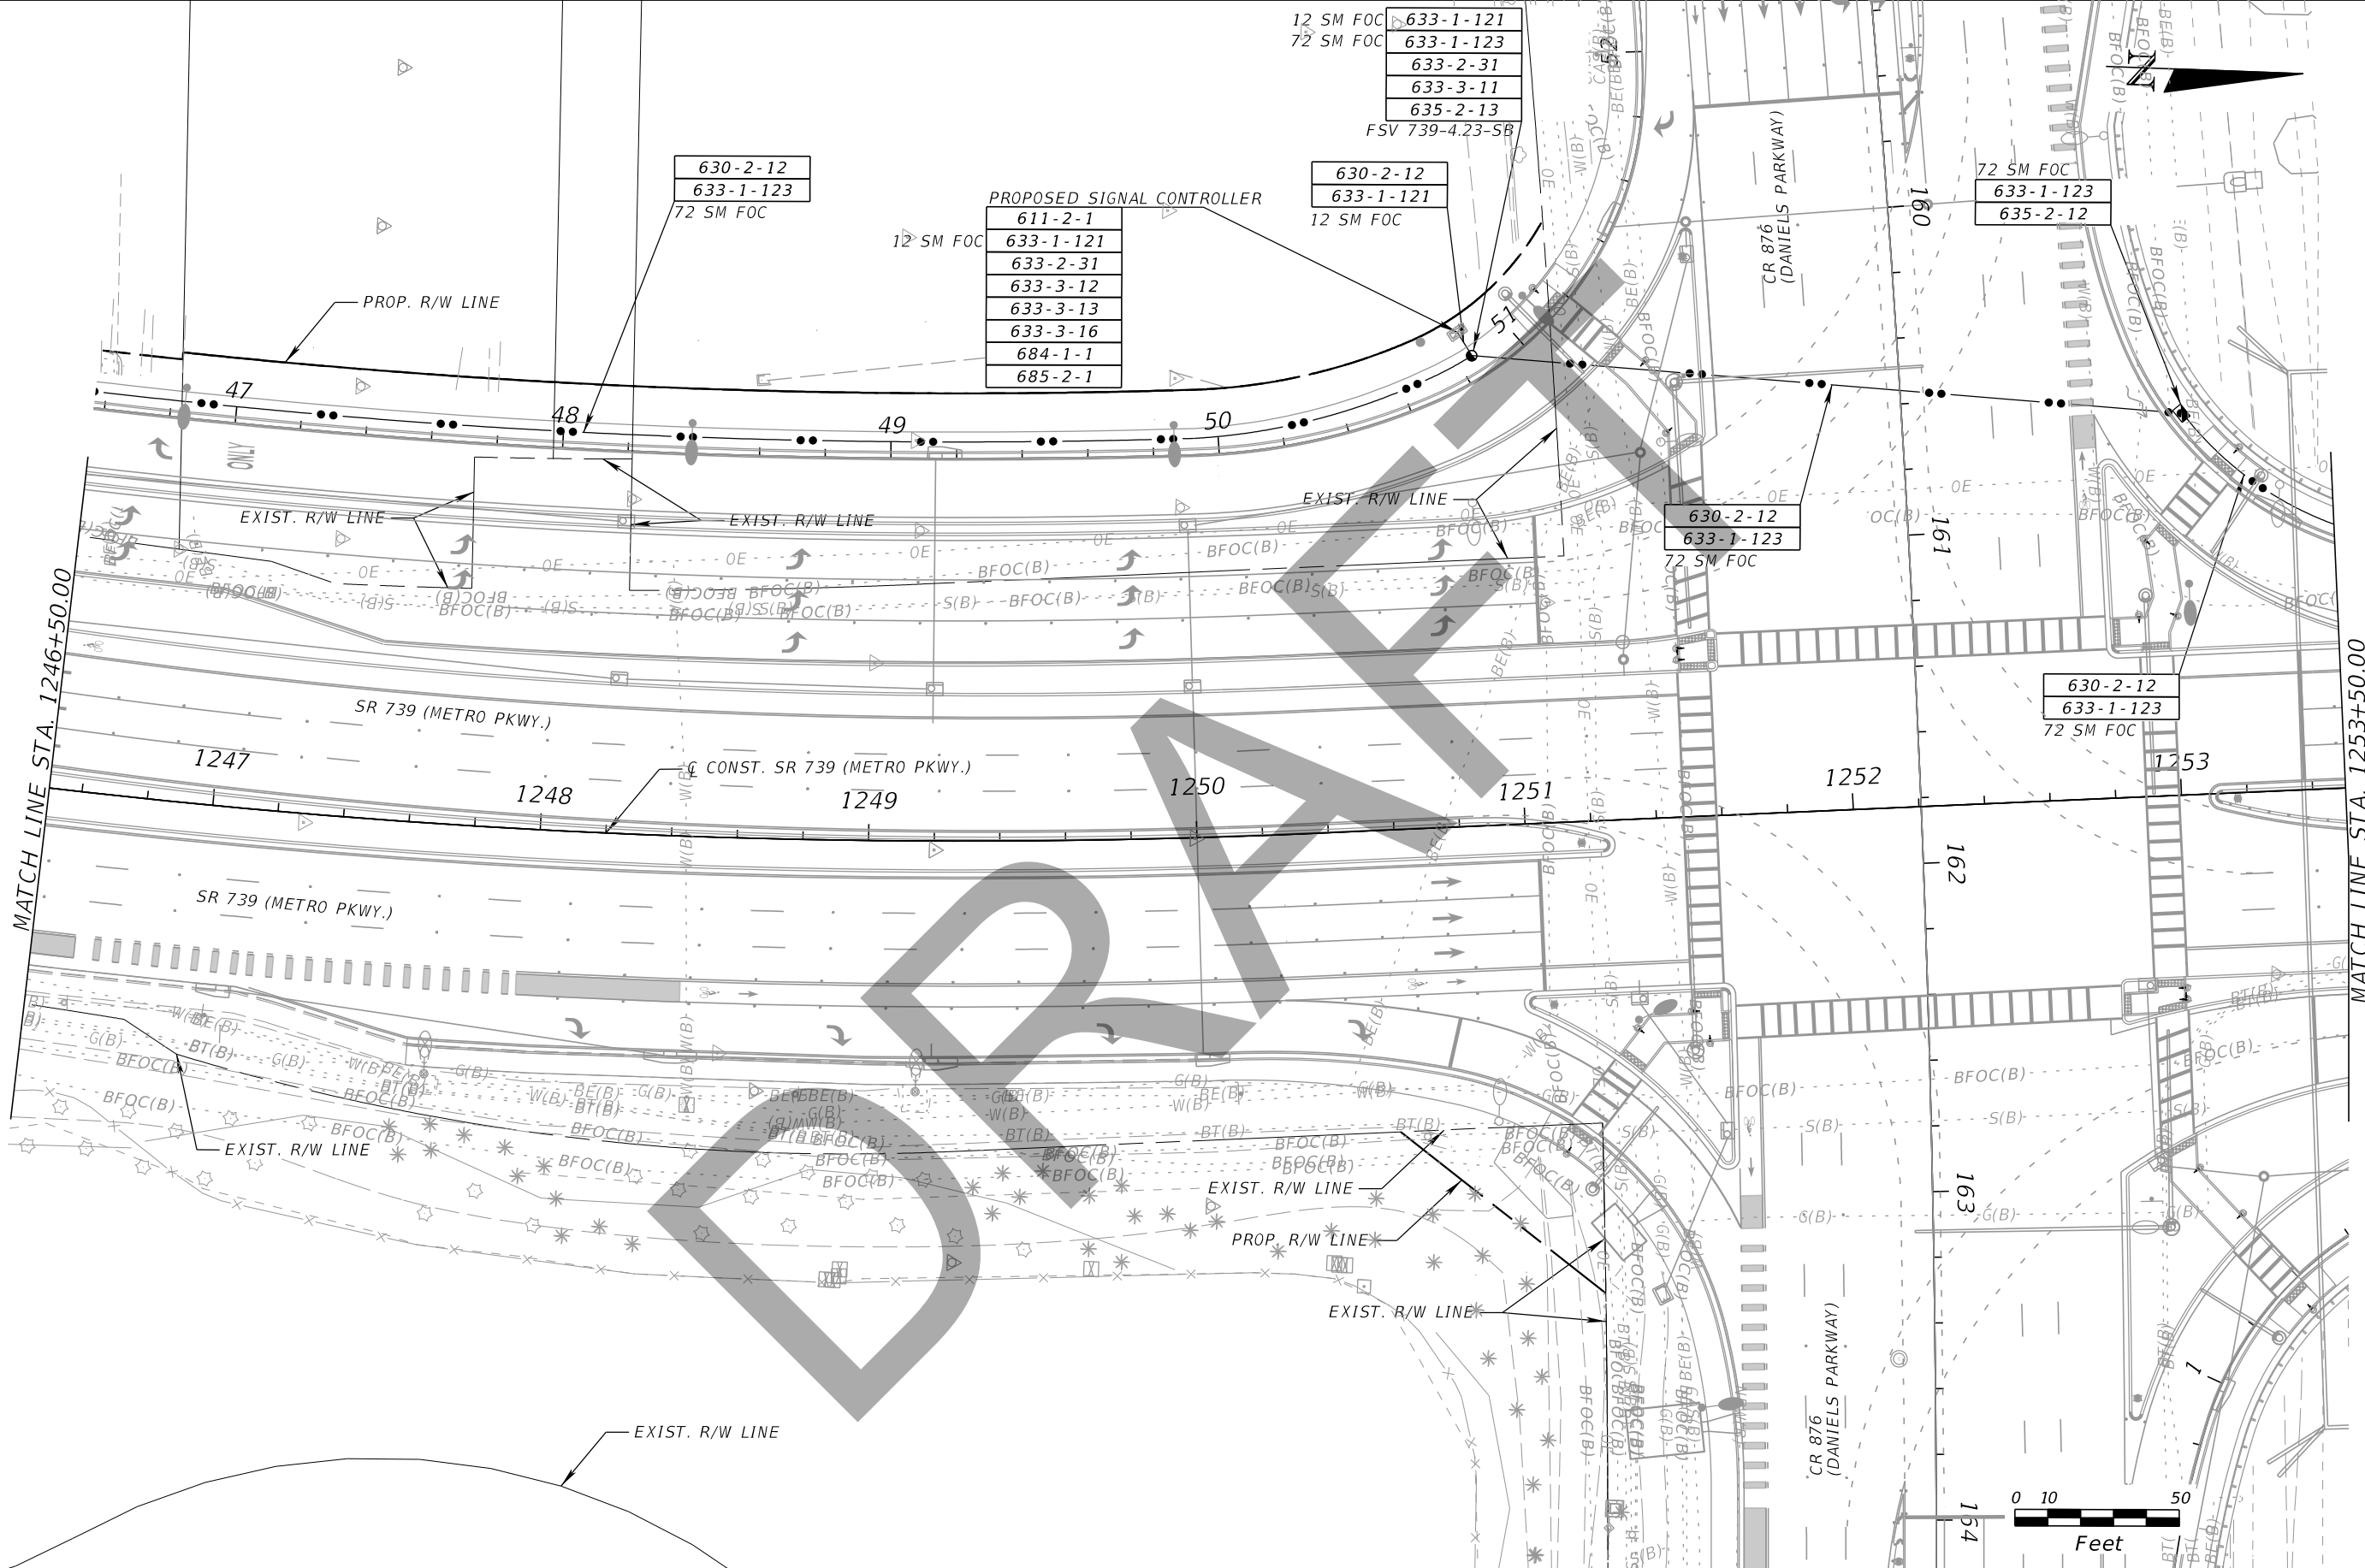 12 SM FOC
72 SM FOC
633-1-121
633-1-123
633-2-31
633-3-11
635-2-13
FSV 739-4.23-SB
630-2-12
633-1-123
72 SM FOC
PROPOSED SIGNAL CONTROLLER
12 SM FOC
611-2-1
633-1-121
633-2-31
633-3-12
633-3-13
633-3-16
684-1-1
685-2-1
630-2-12
633-1-121
12 SM FOC
72 SM FOC
633-1-123
635-2-12
N
52
CR 876
(DANIELS PARKWAY)
160
PROP. R/W LINE
47
48
49
50
51
ONLY
EXIST. R/W LINE
EXIST. R/W LINE
EXIST. R/W LINE
630-2-12
633-1-123
72 SM FOC
161
630-2-12
633-1-123
72 SM FOC
MATCH LINE STA. 1246+50.00
MATCH LINE STA. 1253+50.00
SR 739 (METRO PKWY.)
℄ CONST. SR 739 (METRO PKWY.)
1247
1248
1249
1250
1251
1252
1253
162
SR 739 (METRO PKWY.)
BFOC(B)
BE(B)
W(B)
S(B)
G(B)
BT(B)
OE
EXIST. R/W LINE
EXIST. R/W LINE
PROP. R/W LINE
EXIST. R/W LINE
163
EXIST. R/W LINE
CR 876
(DANIELS PARKWAY)
1
164
0 10 50
Feet
DRAFT